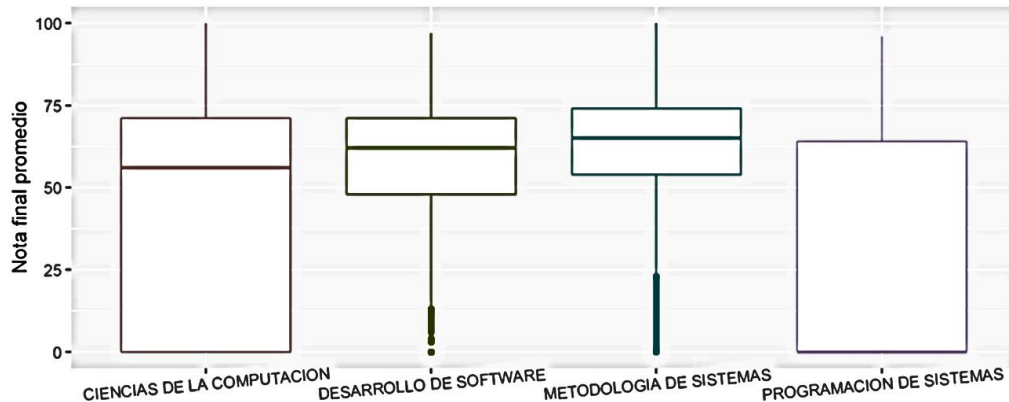 Nota final promedio
100
75
50
25
0
CIENCIAS DE LA COMPUTACION
DESARROLLO DE SOFTWARE
METODOLOGIA DE SISTEMAS
PROGRAMACION DE SISTEMAS